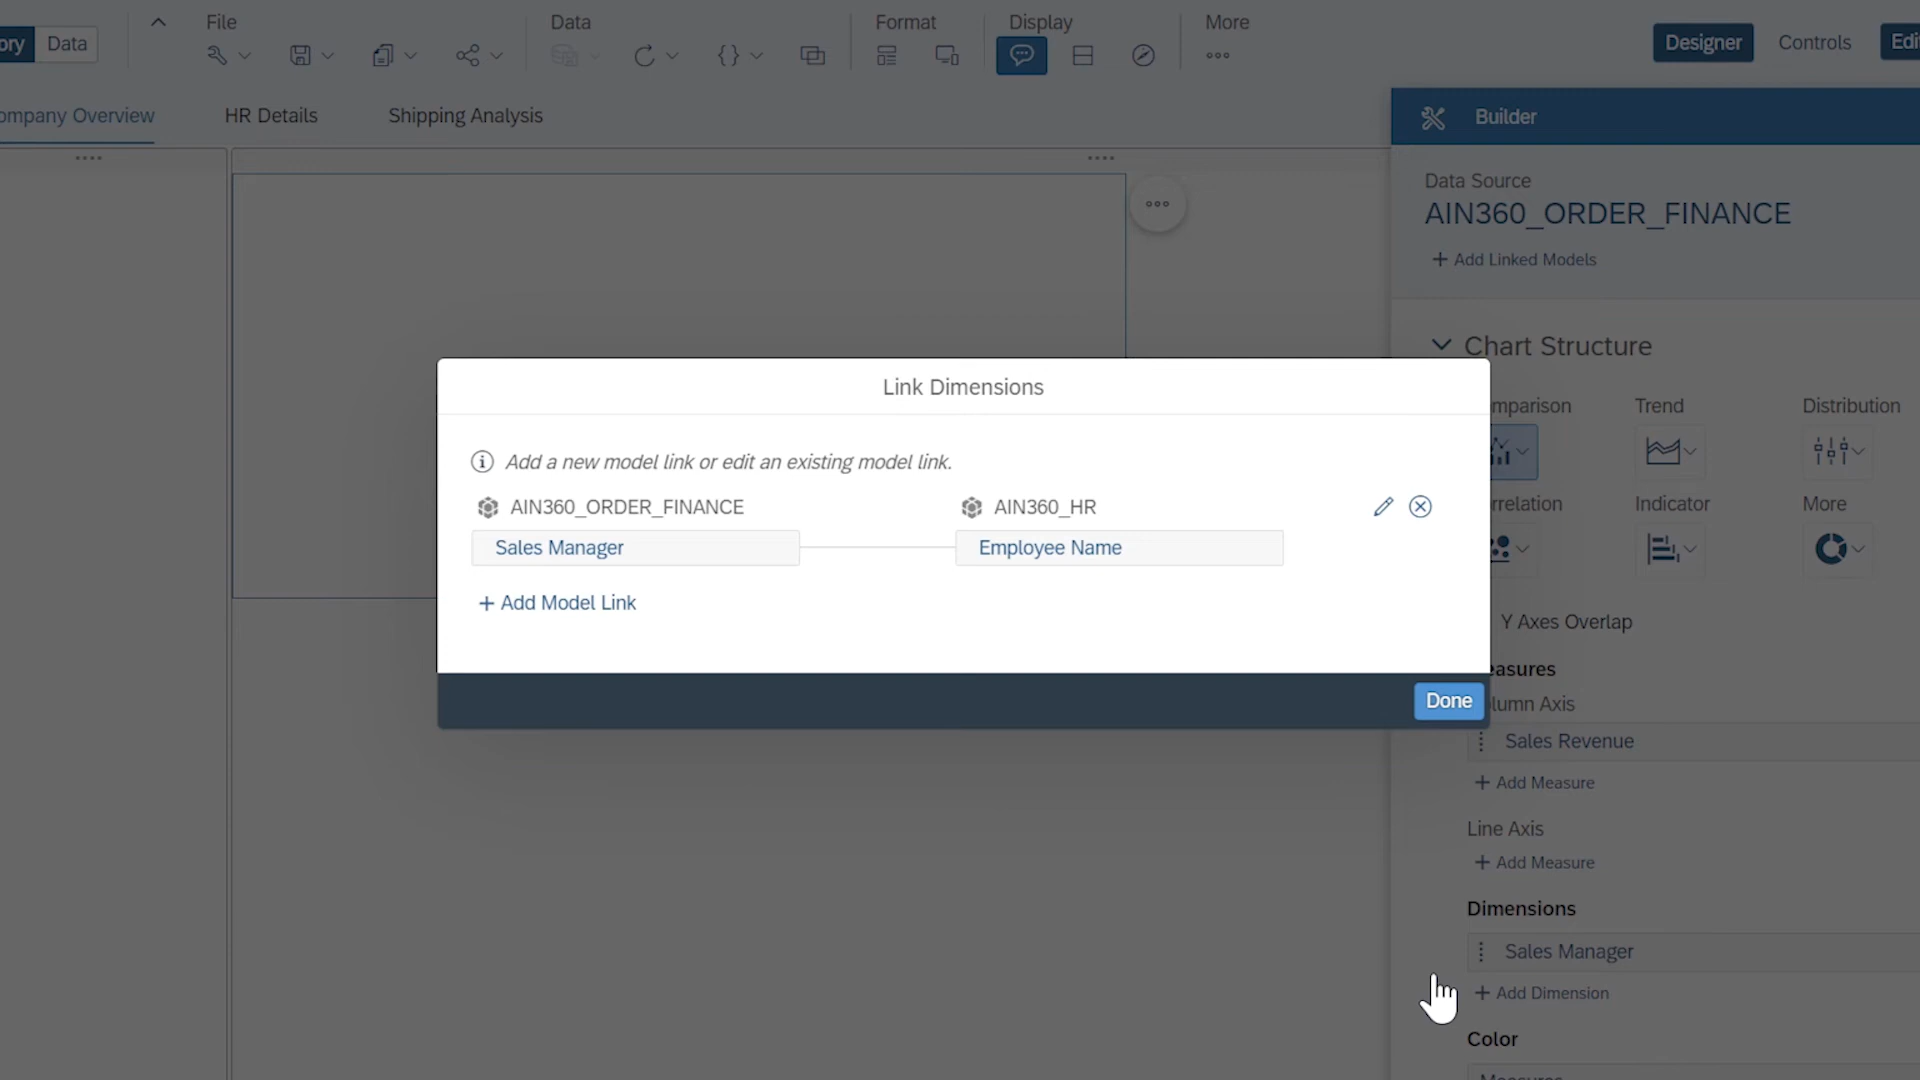 ory
Data
File
Data
Format
Display
More
Designer
Controls
Edi
ompany Overview
HR Details
Shipping Analysis
Builder
Data Source
AIN360_ORDER_FINANCE
+ Add Linked Models
Chart Structure
mparison
Trend
Distribution
rrelation
Indicator
More
Y Axes Overlap
easures
lumn Axis
Sales Revenue
+ Add Measure
Line Axis
+ Add Measure
Dimensions
Sales Manager
+ Add Dimension
Color
Measures
Link Dimensions
Add a new model link or edit an existing model link.
AIN360_ORDER_FINANCE
AIN360_HR
Sales Manager
Employee Name
+ Add Model Link
Done